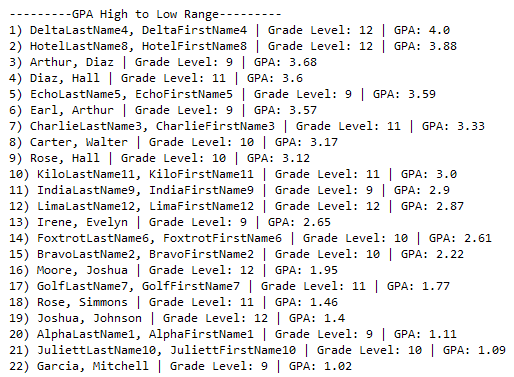 ---------GPA High to Low Range---------
1) DeltaLastName4, DeltaFirstName4 | Grade Level: 12 | GPA: 4.0
2) HotelLastName8, HotelFirstName8 | Grade Level: 12 | GPA: 3.88
3) Arthur, Diaz | Grade Level: 9 | GPA: 3.68
4) Diaz, Hall | Grade Level: 11 | GPA: 3.6
5) EchoLastName5, EchoFirstName5 | Grade Level: 9 | GPA: 3.59
6) Earl, Arthur | Grade Level: 9 | GPA: 3.57
7) CharlieLastName3, CharlieFirstName3 | Grade Level: 11 | GPA: 3.33
8) Carter, Walter | Grade Level: 10 | GPA: 3.17
9) Rose, Hall | Grade Level: 10 | GPA: 3.12
10) KiloLastName11, KiloFirstName11 | Grade Level: 11 | GPA: 3.0
11) IndiaLastName9, IndiaFirstName9 | Grade Level: 9 | GPA: 2.9
12) LimaLastName12, LimaFirstName12 | Grade Level: 12 | GPA: 2.87
13) Irene, Evelyn | Grade Level: 9 | GPA: 2.65
14) FoxtrotLastName6, FoxtrotFirstName6 | Grade Level: 10 | GPA: 2.61
15) BravoLastName2, BravoFirstName2 | Grade Level: 10 | GPA: 2.22
16) Moore, Joshua | Grade Level: 12 | GPA: 1.95
17) GolfLastName7, GolfFirstName7 | Grade Level: 11 | GPA: 1.77
18) Rose, Simmons | Grade Level: 11 | GPA: 1.46
19) Joshua, Johnson | Grade Level: 12 | GPA: 1.4
20) AlphaLastName1, AlphaFirstName1 | Grade Level: 9 | GPA: 1.11
21) JuliettLastName10, JuliettFirstName10 | Grade Level: 10 | GPA: 1.09
22) Garcia, Mitchell | Grade Level: 9 | GPA: 1.02